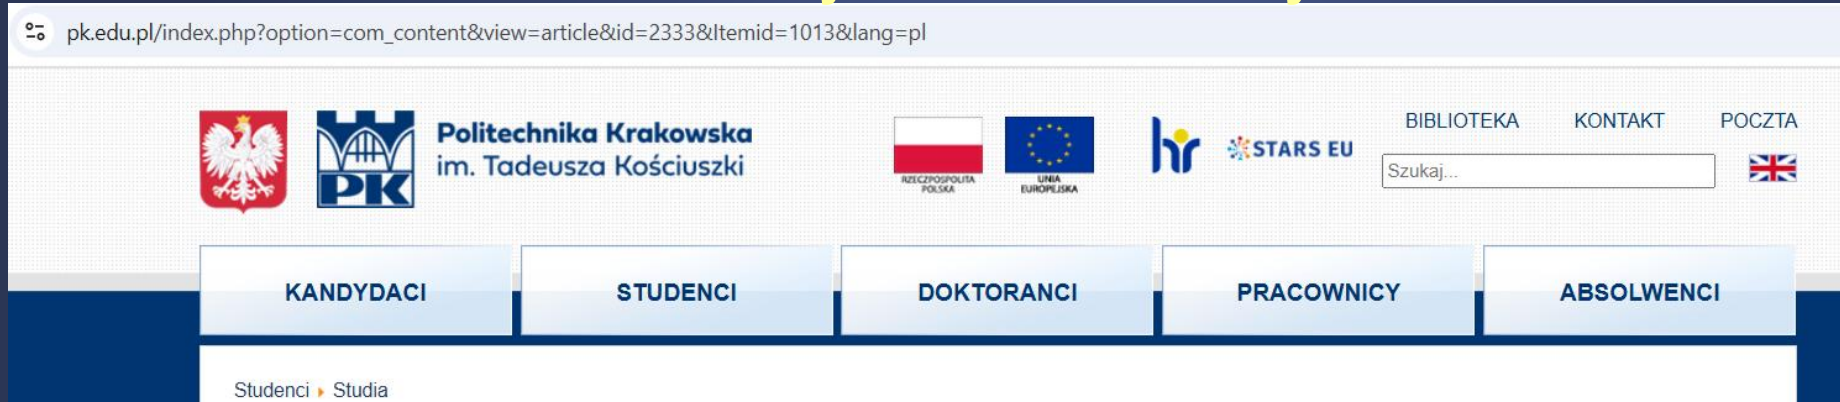 pk.edu.pl/index.php?option=com_content&view=article&id=2333&Itemid=1013&lang=pl
PK
Politechnika Krakowska
im. Tadeusza Kościuszki
RZECZPOSPOLITA
POLSKA
UNIA
EUROPEJSKA
hr
STARS EU
BIBLIOTEKA KONTAKT POCZTA
Szukaj...
KANDYDACI STUDENCI DOKTORANCI PRACOWNICY ABSOLWENCI
Studenci Studia